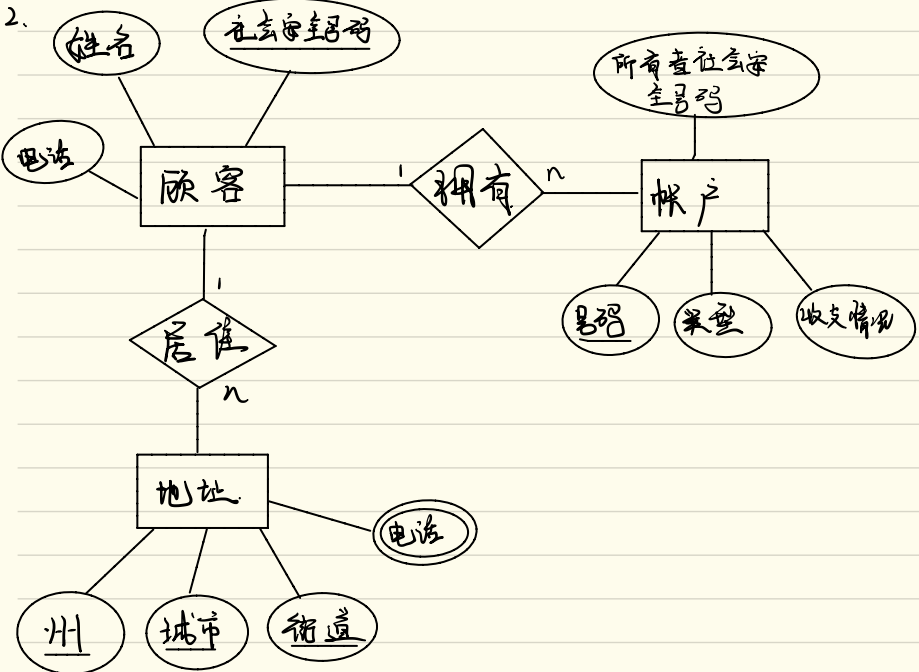 2、
姓名
社会安全号码
电话
顾客
1
拥有
n
所有者社会安
全号码
帐户
号码
类型
收支情况
1
居住
n
地址
电话
州
城市
街道